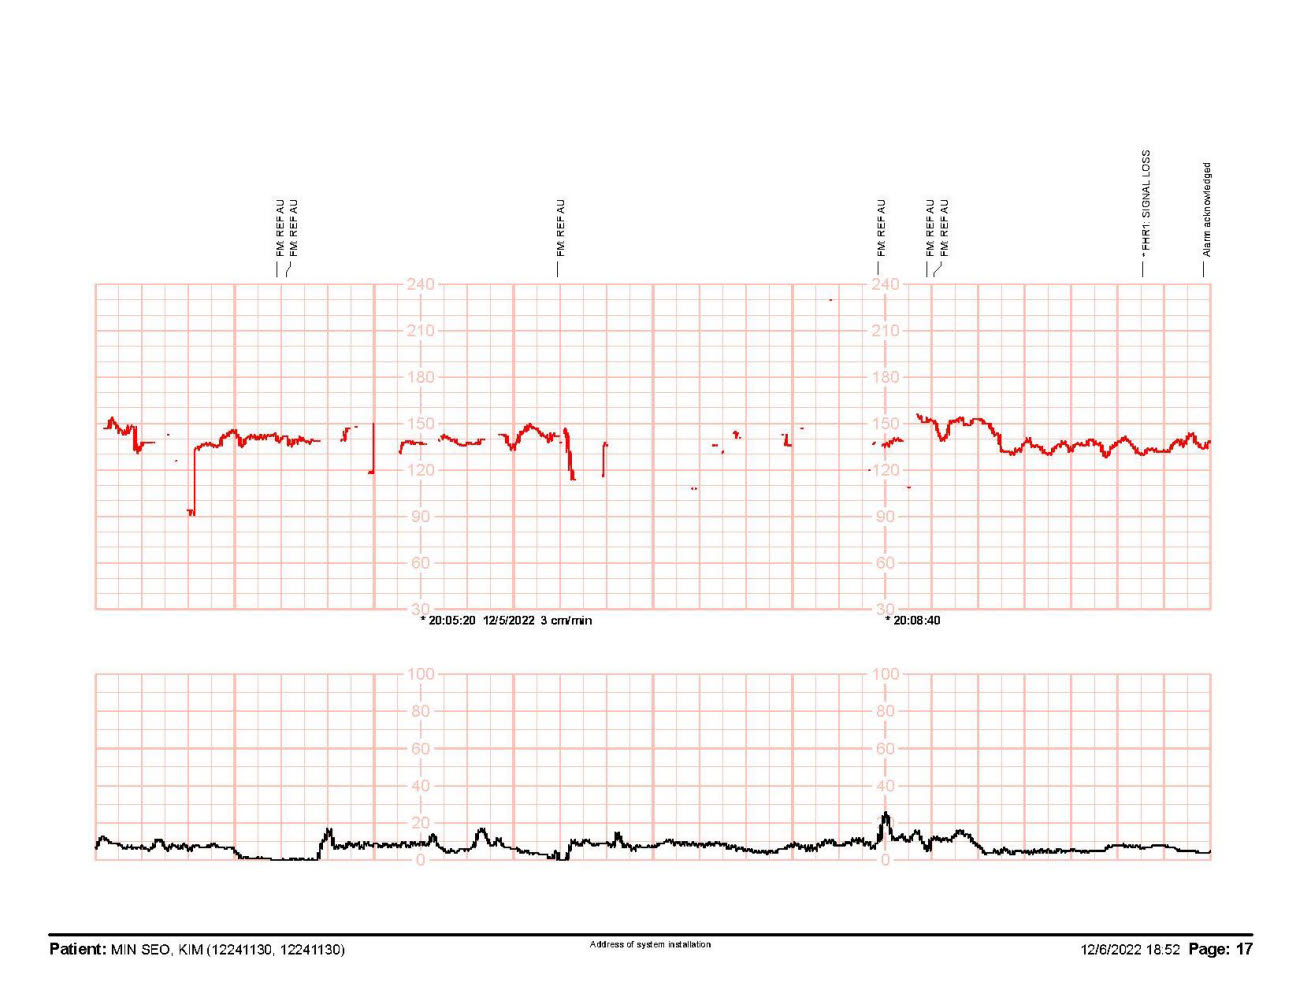 FM: REF AU
FM: REF AU
FM: REF AU
FM: REF AU
FM: REF AU
FM: REF AU
* FHR1: SIGNAL LOSS
Alarm acknowledged
240 240
210 210
180 180
150 150
120 120
90 90
60 60
30 30
* 20:05:20 12/5/2022 3 cm/min * 20:08:40
100 100
80 80
60 60
40 40
20
0 0
Patient: MIN SEO, KIM (12241130, 12241130) Address of system installation 12/6/2022 18:52 Page: 17